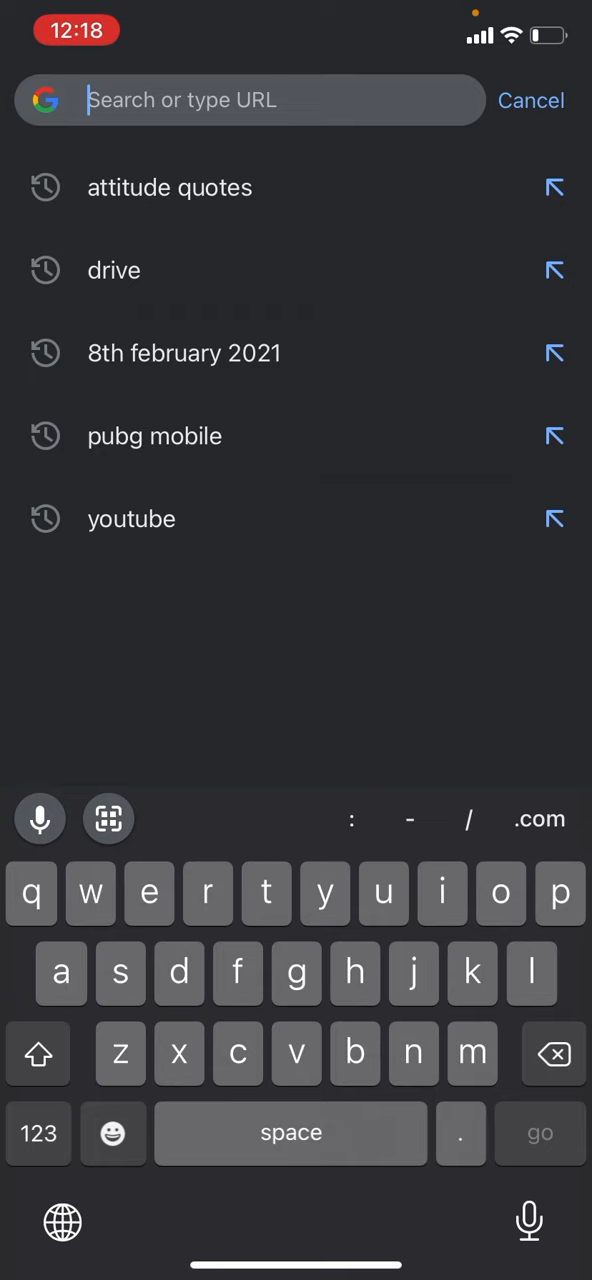 12:18
Search or type URL
Cancel
attitude quotes
drive
8th february 2021
pubg mobile
youtube
: - / .com
q w e r t y u i o p
a s d f g h j k l
z x c v b n m
123 space . go